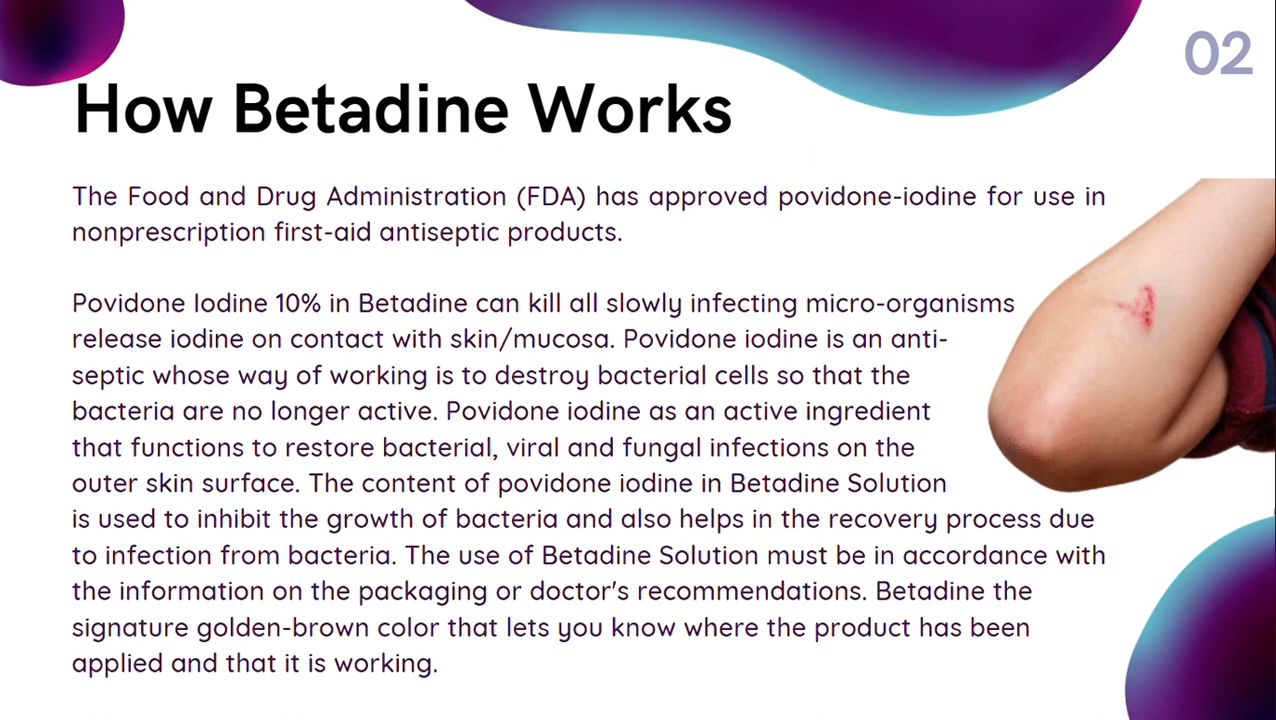 02
How Betadine Works
The Food and Drug Administration (FDA) has approved povidone-iodine for use in
nonprescription first-aid antiseptic products.
Povidone Iodine 10% in Betadine can kill all slowly infecting micro-organisms
release iodine on contact with skin/mucosa. Povidone iodine is an anti-
septic whose way of working is to destroy bacterial cells so that the
bacteria are no longer active. Povidone iodine as an active ingredient
that functions to restore bacterial, viral and fungal infections on the
outer skin surface. The content of povidone iodine in Betadine Solution
is used to inhibit the growth of bacteria and also helps in the recovery process due
to infection from bacteria. The use of Betadine Solution must be in accordance with
the information on the packaging or doctor's recommendations. Betadine the
signature golden-brown color that lets you know where the product has been
applied and that it is working.